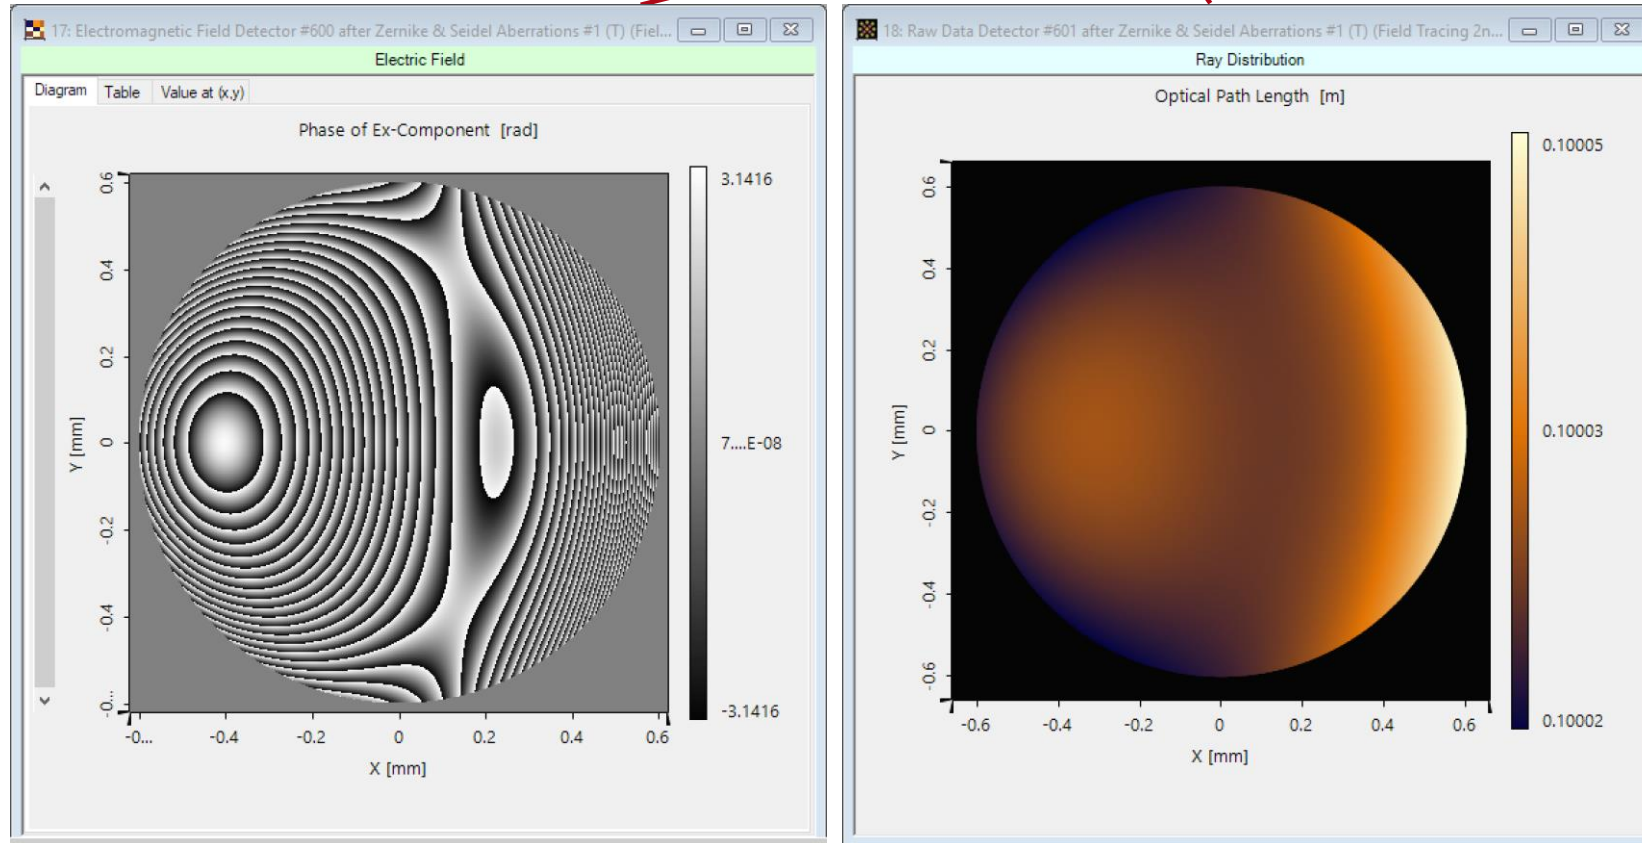 17: Electromagnetic Field Detector #600 after Zernike & Seidel Aberrations #1 (T) (Fiel...
Electric Field
Diagram Table Value at (x,y)
Phase of Ex-Component [rad]
3.1416
7....E-08
-3.1416
0.6
0.4
0.2
0
-0.2
-0.4
-0...
Y [mm]
-0... -0.4 -0.2 0 0.2 0.4 0.6
X [mm]
18: Raw Data Detector #601 after Zernike & Seidel Aberrations #1 (T) (Field Tracing 2n...
Ray Distribution
Optical Path Length [m]
0.10005
0.10003
0.10002
0.6
0.4
0.2
0
-0.2
-0.4
-0.6
Y [mm]
-0.6 -0.4 -0.2 0 0.2 0.4 0.6
X [mm]